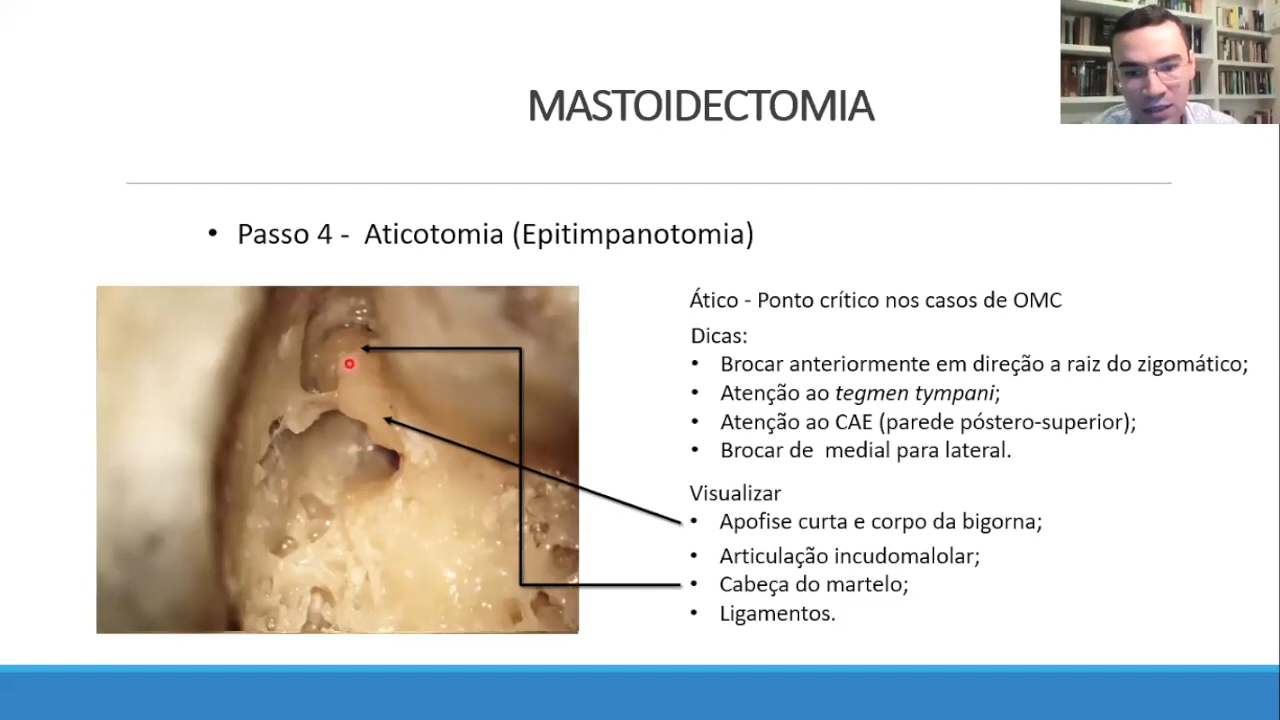 MASTOIDECTOMIA
• Passo 4 - Aticotomia (Epitimpanotomia)
Ático - Ponto crítico nos casos de OMC
Dicas:
• Brocar anteriormente em direção a raiz do zigomático;
• Atenção ao tegmen tympani;
• Atenção ao CAE (parede póstero-superior);
• Brocar de medial para lateral.
Visualizar
• Apofise curta e corpo da bigorna;
• Articulação incudomalolar;
• Cabeça do martelo;
• Ligamentos.